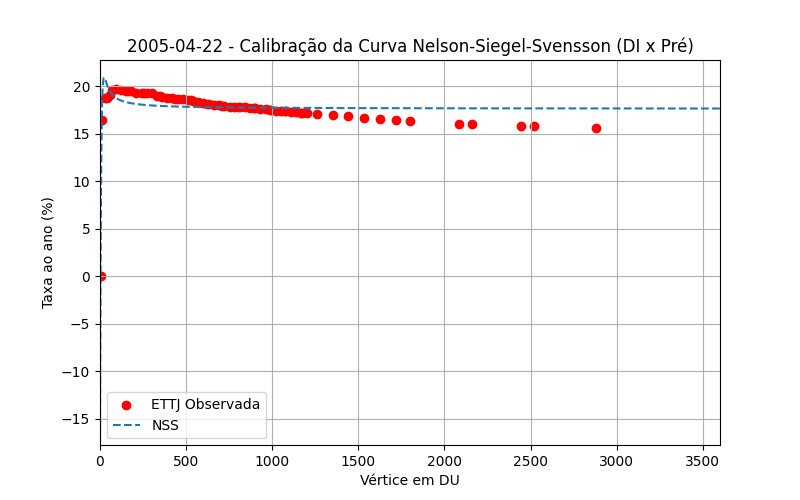 2005-04-22 - Calibração da Curva Nelson-Siegel-Svensson (DI x Pré)
Taxa ao ano (%)
20
15
10
5
0
−5
−10
−15
ETTJ Observada
NSS
0 500 1000 1500 2000 2500 3000 3500
Vértice em DU